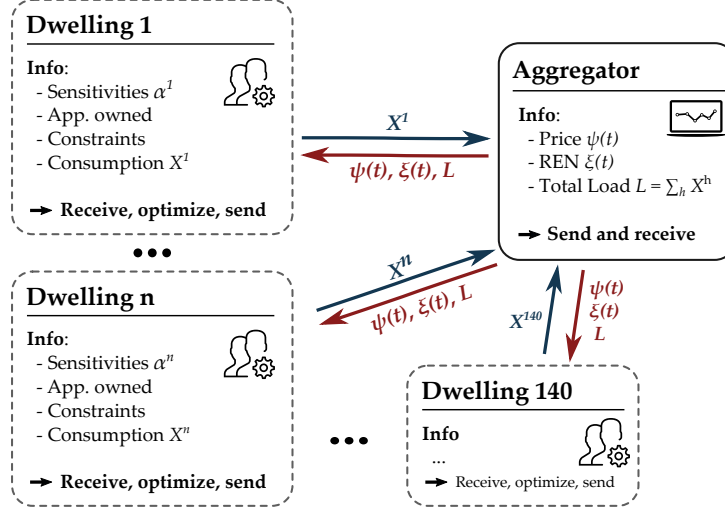 Dwelling 1
Info:
- Sensitivities α¹
- App. owned
- Constraints
- Consumption X¹
→ Receive, optimize, send
•••
X¹
ψ(t), ξ(t), L
Aggregator
Info:
- Price ψ(t)
- REN ξ(t)
- Total Load L = ∑ₕ Xʰ
→ Send and receive
Dwelling n
Info:
- Sensitivities αⁿ
- App. owned
- Constraints
- Consumption Xⁿ
→ Receive, optimize, send
Xⁿ
ψ(t), ξ(t), L
•••
X¹⁴⁰
ψ(t)
ξ(t)
L
Dwelling 140
Info
...
→ Receive, optimize, send